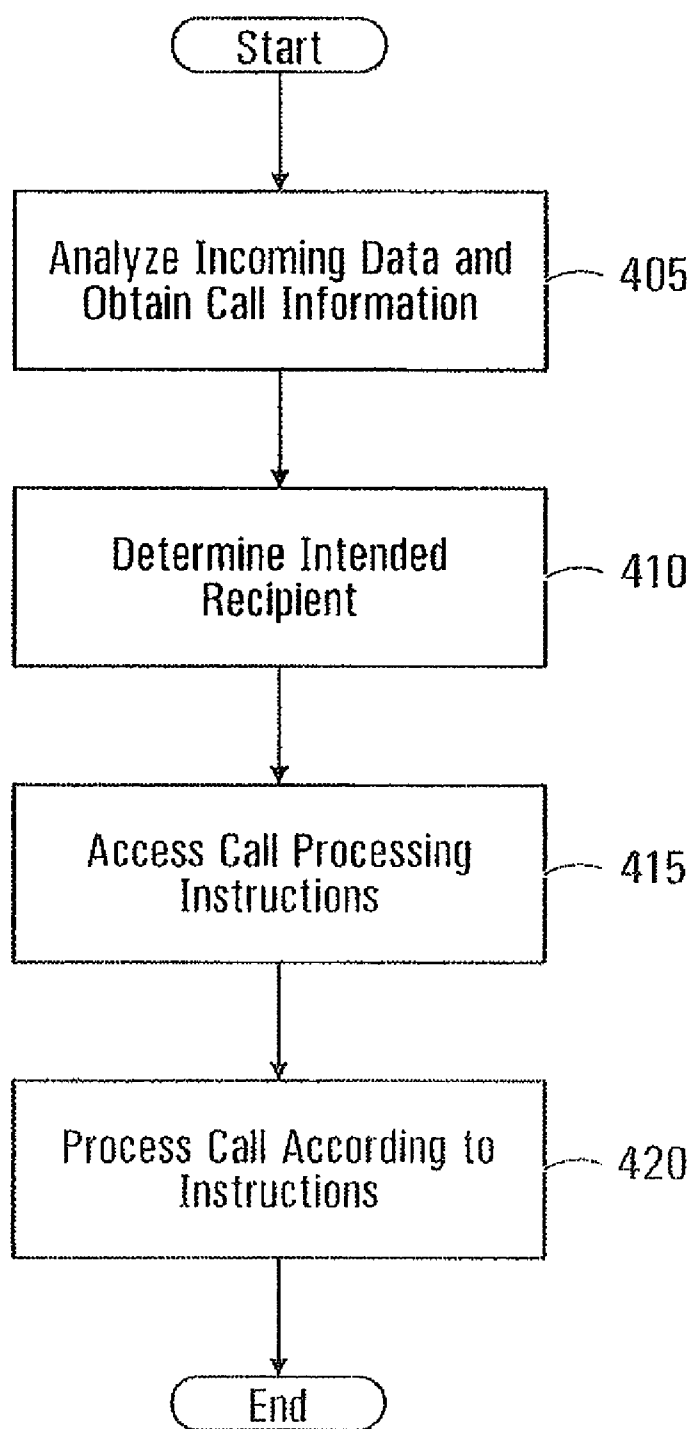 Start
Analyze Incoming Data and
Obtain Call Information
405
Determine Intended
Recipient
410
Access Call Processing
Instructions
415
Process Call According to
Instructions
420
End